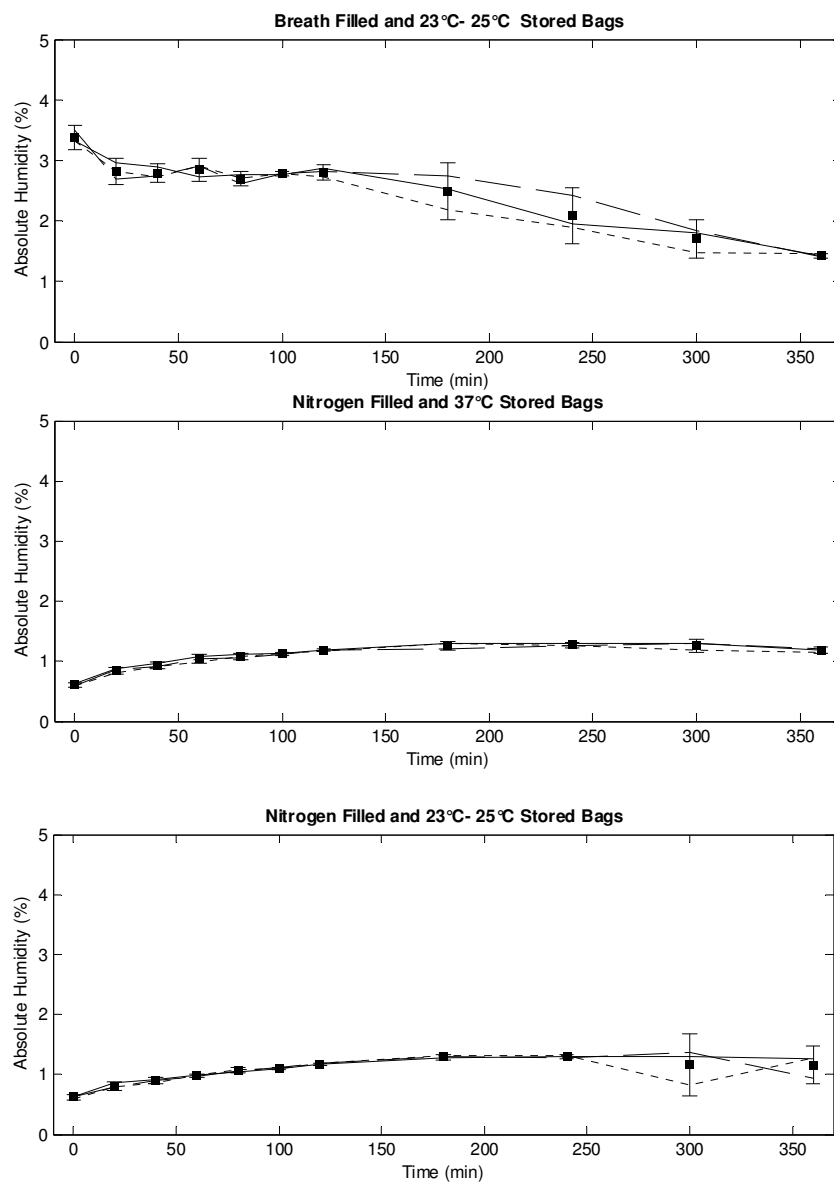 Breath Filled and 23°C- 25°C Stored Bags
5
4
3
2
1
0
Absolute Humidity (%)
0 50 100 150 200 250 300 350
Time (min)
Nitrogen Filled and 37°C Stored Bags
5
4
3
2
1
0
Absolute Humidity (%)
0 50 100 150 200 250 300 350
Time (min)
Nitrogen Filled and 23°C- 25°C Stored Bags
5
4
3
2
1
0
Absolute Humidity (%)
0 50 100 150 200 250 300 350
Time (min)